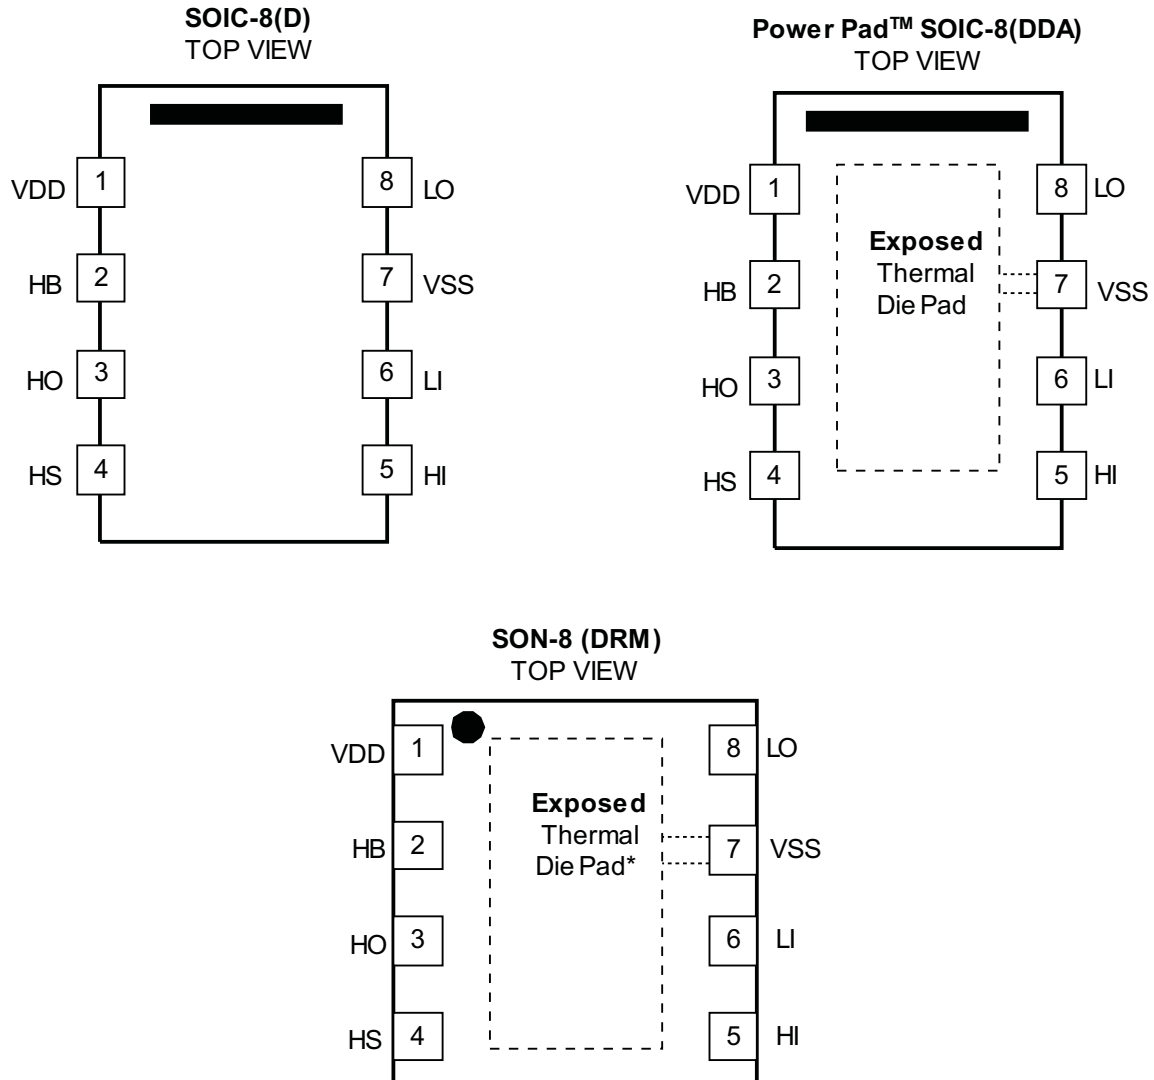 SOIC-8(D)
TOP VIEW
VDD 1 8 LO
HB 2 7 VSS
HO 3 6 LI
HS 4 5 HI
Power Pad™ SOIC-8(DDA)
TOP VIEW
VDD 1 8 LO
Exposed
Thermal
Die Pad
HB 2 7 VSS
HO 3 6 LI
HS 4 5 HI
SON-8 (DRM)
TOP VIEW
VDD 1 8 LO
Exposed
Thermal
Die Pad*
HB 2 7 VSS
HO 3 6 LI
HS 4 5 HI